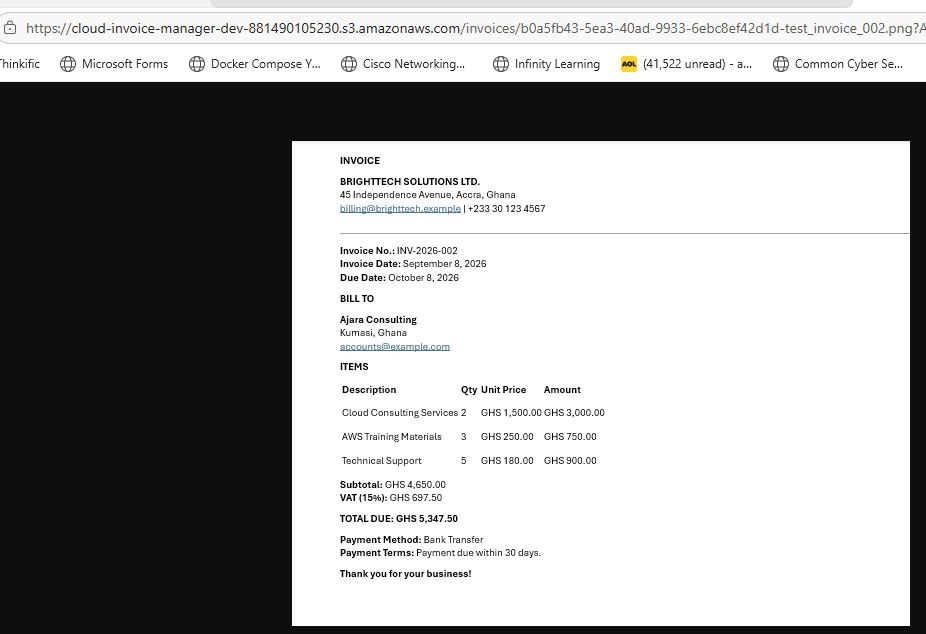 https://cloud-invoice-manager-dev-881490105230.s3.amazonaws.com/invoices/b0a5fb43-5ea3-40ad-9933-6ebc8ef42d1d-test_invoice_002.png?A
Thinkific Microsoft Forms Docker Compose Y... Cisco Networking... Infinity Learning AOL (41,522 unread) - a... Common Cyber Se...
INVOICE
BRIGHTTECH SOLUTIONS LTD.
45 Independence Avenue, Accra, Ghana
billing@brighttech.example | +233 30 123 4567
Invoice No.: INV-2026-002
Invoice Date: September 8, 2026
Due Date: October 8, 2026
BILL TO
Ajara Consulting
Kumasi, Ghana
accounts@example.com
ITEMS
Description Qty Unit Price Amount
Cloud Consulting Services 2 GHS 1,500.00 GHS 3,000.00
AWS Training Materials 3 GHS 250.00 GHS 750.00
Technical Support 5 GHS 180.00 GHS 900.00
Subtotal: GHS 4,650.00
VAT (15%): GHS 697.50
TOTAL DUE: GHS 5,347.50
Payment Method: Bank Transfer
Payment Terms: Payment due within 30 days.
Thank you for your business!